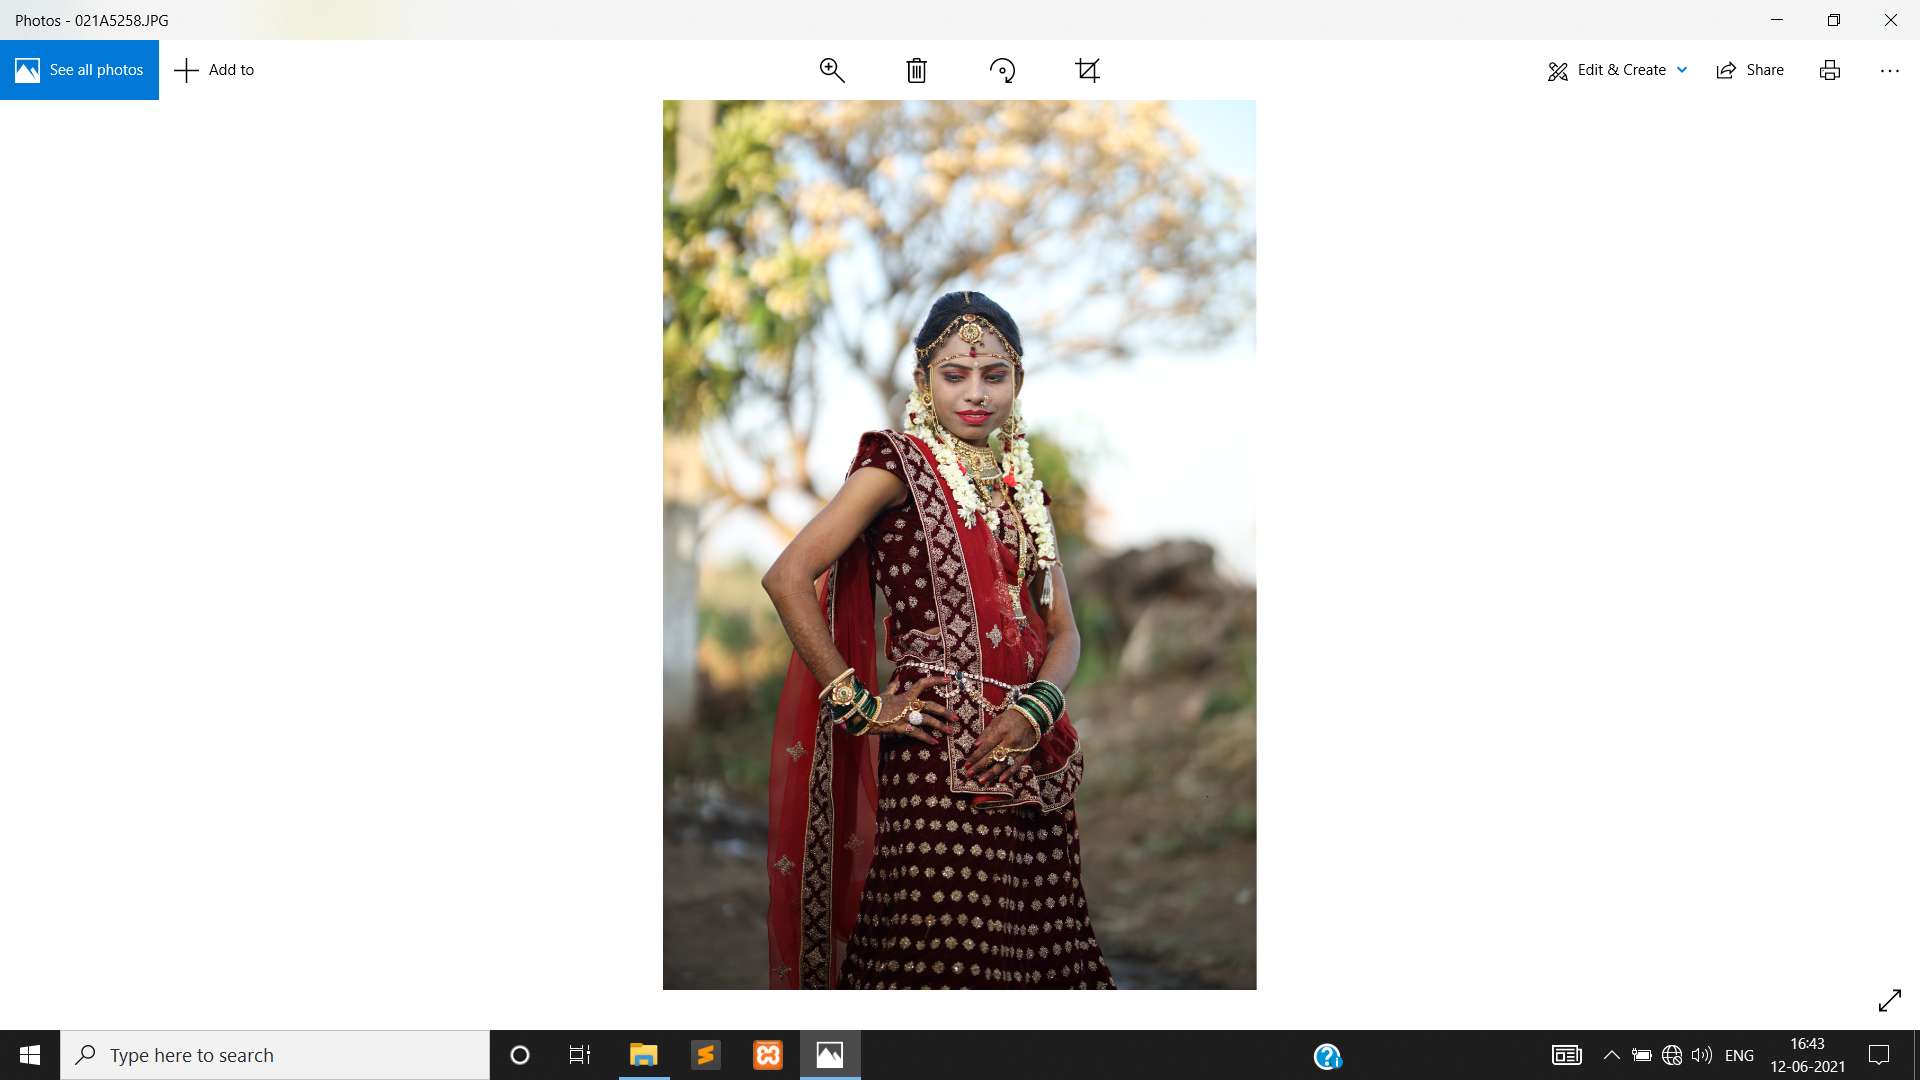 Photos - 021A5258.JPG
See all photos
Add to
Edit & Create
Share
Type here to search
ENG
16:43
12-06-2021